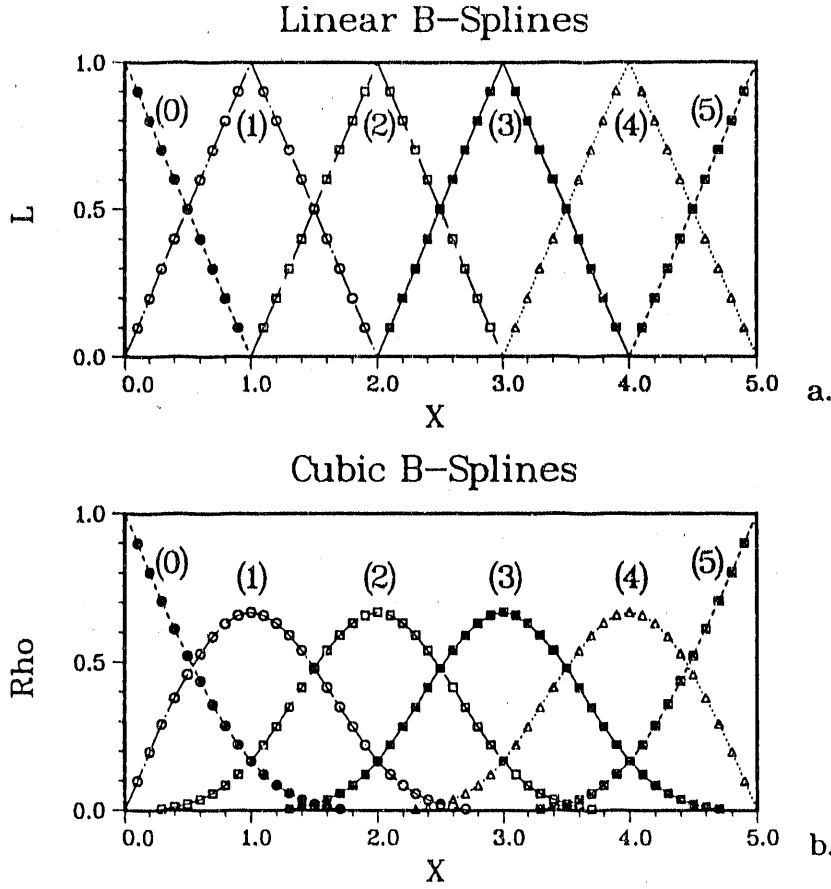 Linear B-Splines
1.0
(0) (1) (2) (3) (4) (5)
L
0.5
0.0
0.0 1.0 2.0 3.0 4.0 5.0
X
a.
Cubic B-Splines
1.0
(0) (1) (2) (3) (4) (5)
Rho
0.5
0.0
0.0 1.0 2.0 3.0 4.0 5.0
X
b.